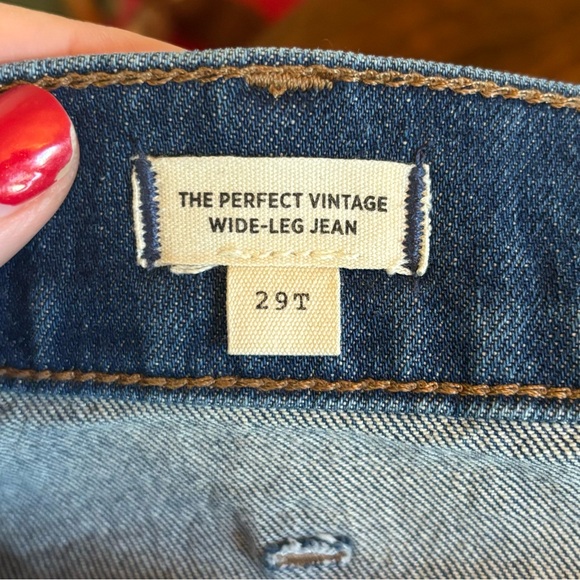 THE PERFECT VINTAGE
WIDE-LEG JEAN
29T